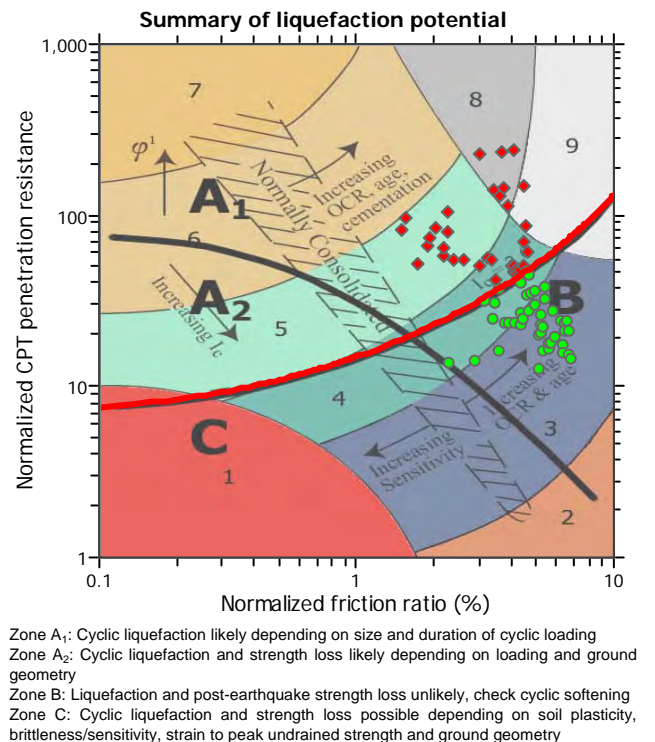 Summary of liquefaction potential
1,000
7
8
9
φ¹
Increasing
OCR, age,
cementation
Normally Consolidated
A1
100
6
A2
Increasing Ic
5
B
10
4
Increasing
OCR & age
C
3
Increasing
Sensitivity
1
2
1
0.1
1
10
Normalized CPT penetration resistance
Normalized friction ratio (%)
Zone A1: Cyclic liquefaction likely depending on size and duration of cyclic loading
Zone A2: Cyclic liquefaction and strength loss likely depending on loading and ground
geometry
Zone B: Liquefaction and post-earthquake strength loss unlikely, check cyclic softening
Zone C: Cyclic liquefaction and strength loss possible depending on soil plasticity,
brittleness/sensitivity, strain to peak undrained strength and ground geometry